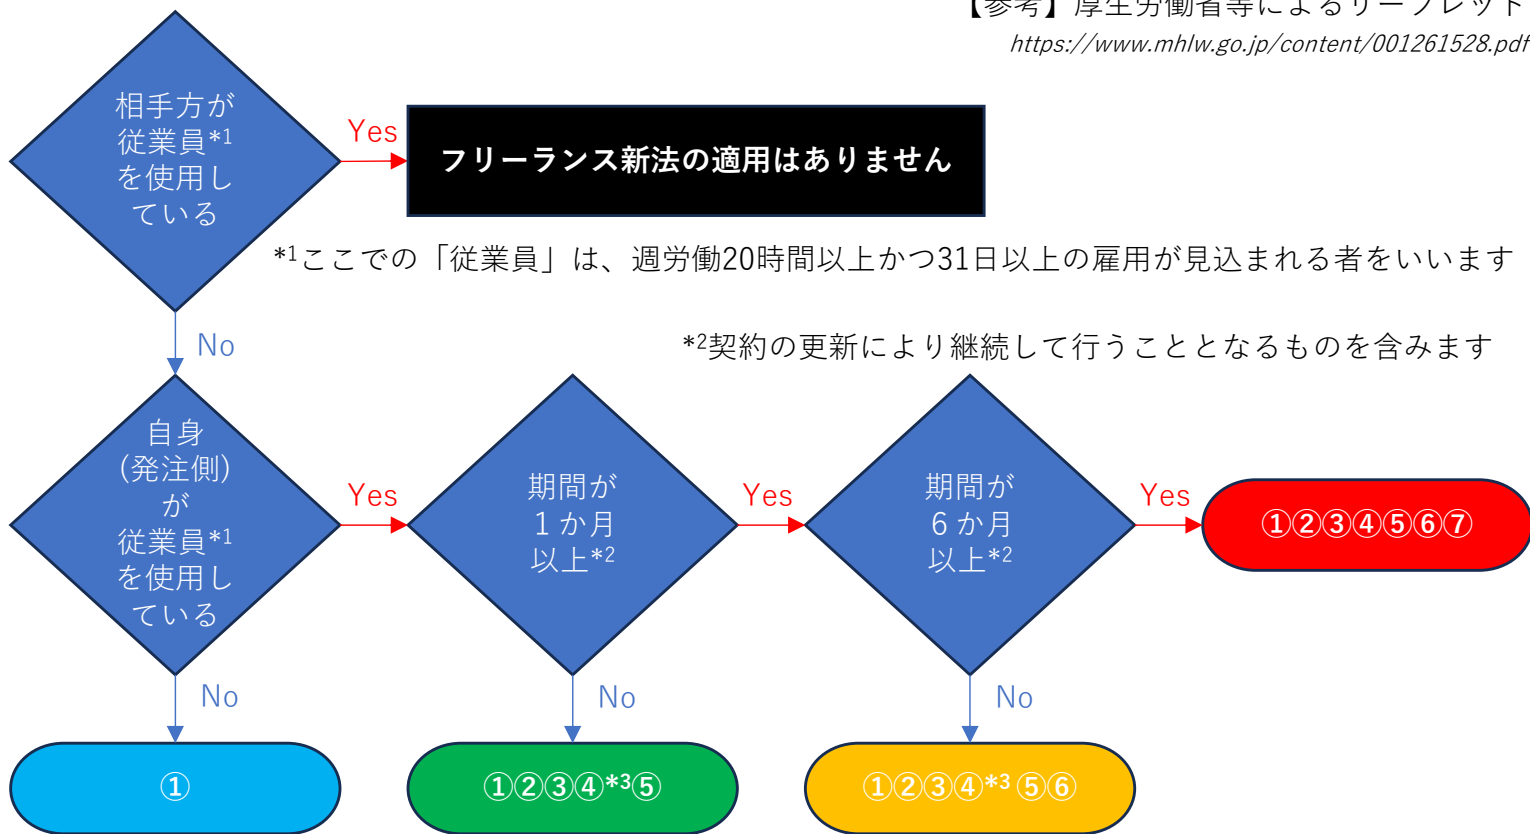 【参考】厚生労働省等によるリーフレット
https://www.mhlw.go.jp/content/001261528.pdf
相手方が
従業員*1
を使用し
ている
Yes
フリーランス新法の適用はありません
*1ここでの「従業員」は、週労働20時間以上かつ31日以上の雇用が見込まれる者をいいます
No
*2契約の更新により継続して行うこととなるものを含みます
自身
(発注側)
が
従業員*1
を使用し
ている
Yes
期間が
１か月
以上*2
Yes
期間が
６か月
以上*2
Yes
①②③④⑤⑥⑦
No
No
No
①
①②③④*3⑤
①②③④*3⑤⑥